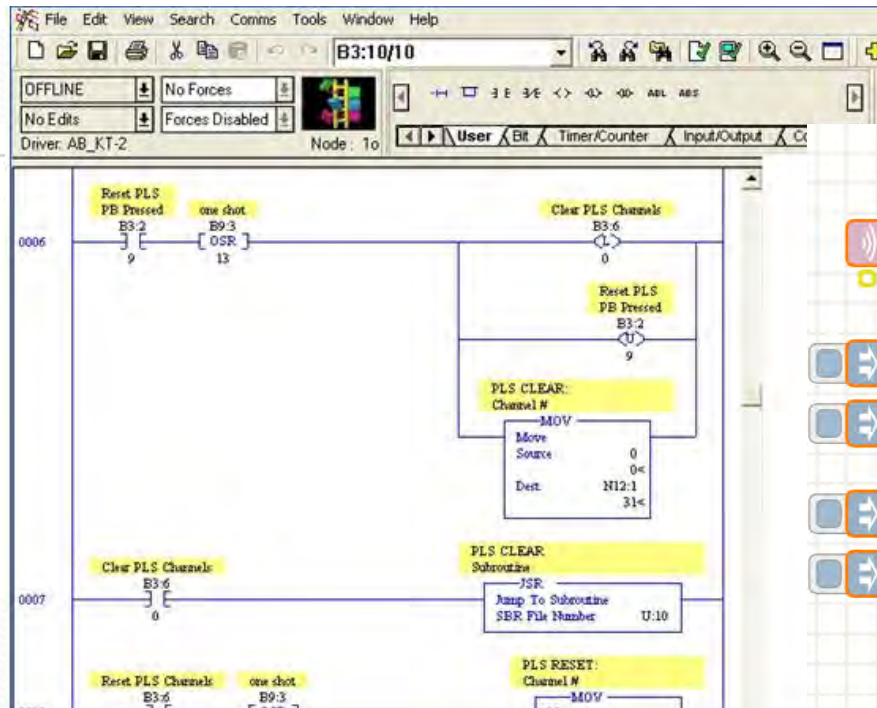 File Edit View Search Comms Tools Window Help
B3:10/10
OFFLINE No Forces
No Edits Forces Disabled
Driver: AB_KT-2 Node: 1o
ABL ABS
User Bit Timer/Counter Input/Output Co
Reset PLS
PB Pressed
B3:2
9
one shot
B9:3
OSR
13
0006
Clear PLS Channels
B3:6
L
0
Reset PLS
PB Pressed
B3:2
U
9
PLS CLEAR:
Channel #
MOV
Move
Source 0
0<
Dest N12:1
31<
0007
Clear PLS Channels
B3:6
0
PLS CLEAR
Subroutine
JSR
Jump To Subroutine
SBR File Number U:10
Reset PLS Channels
B3:6
one shot
B9:3
PLS RESET:
Channel #
MOV